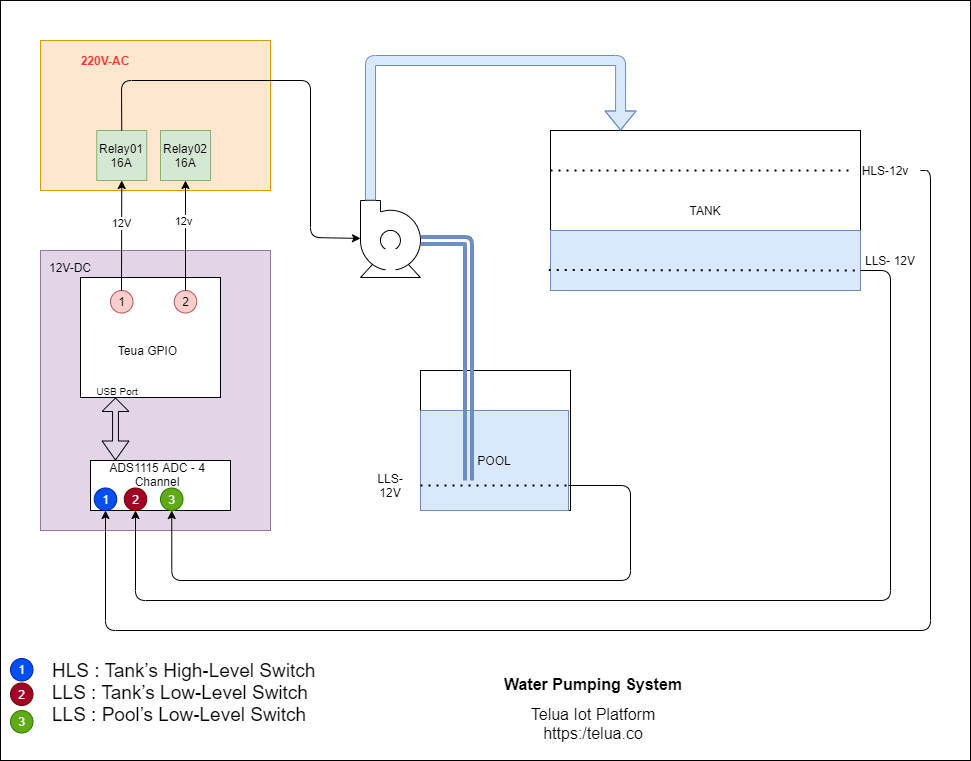 220V-AC
Relay01
16A
Relay02
16A
12V
12v
12V-DC
1
2
Teua GPIO
USB Port
ADS1115 ADC - 4
Channel
1
2
3
HLS-12v
TANK
LLS- 12V
POOL
LLS-
12V
1 HLS : Tank's High-Level Switch
2 LLS : Tank's Low-Level Switch
3 LLS : Pool's Low-Level Switch
Water Pumping System
Telua Iot Platform
https:/telua.co